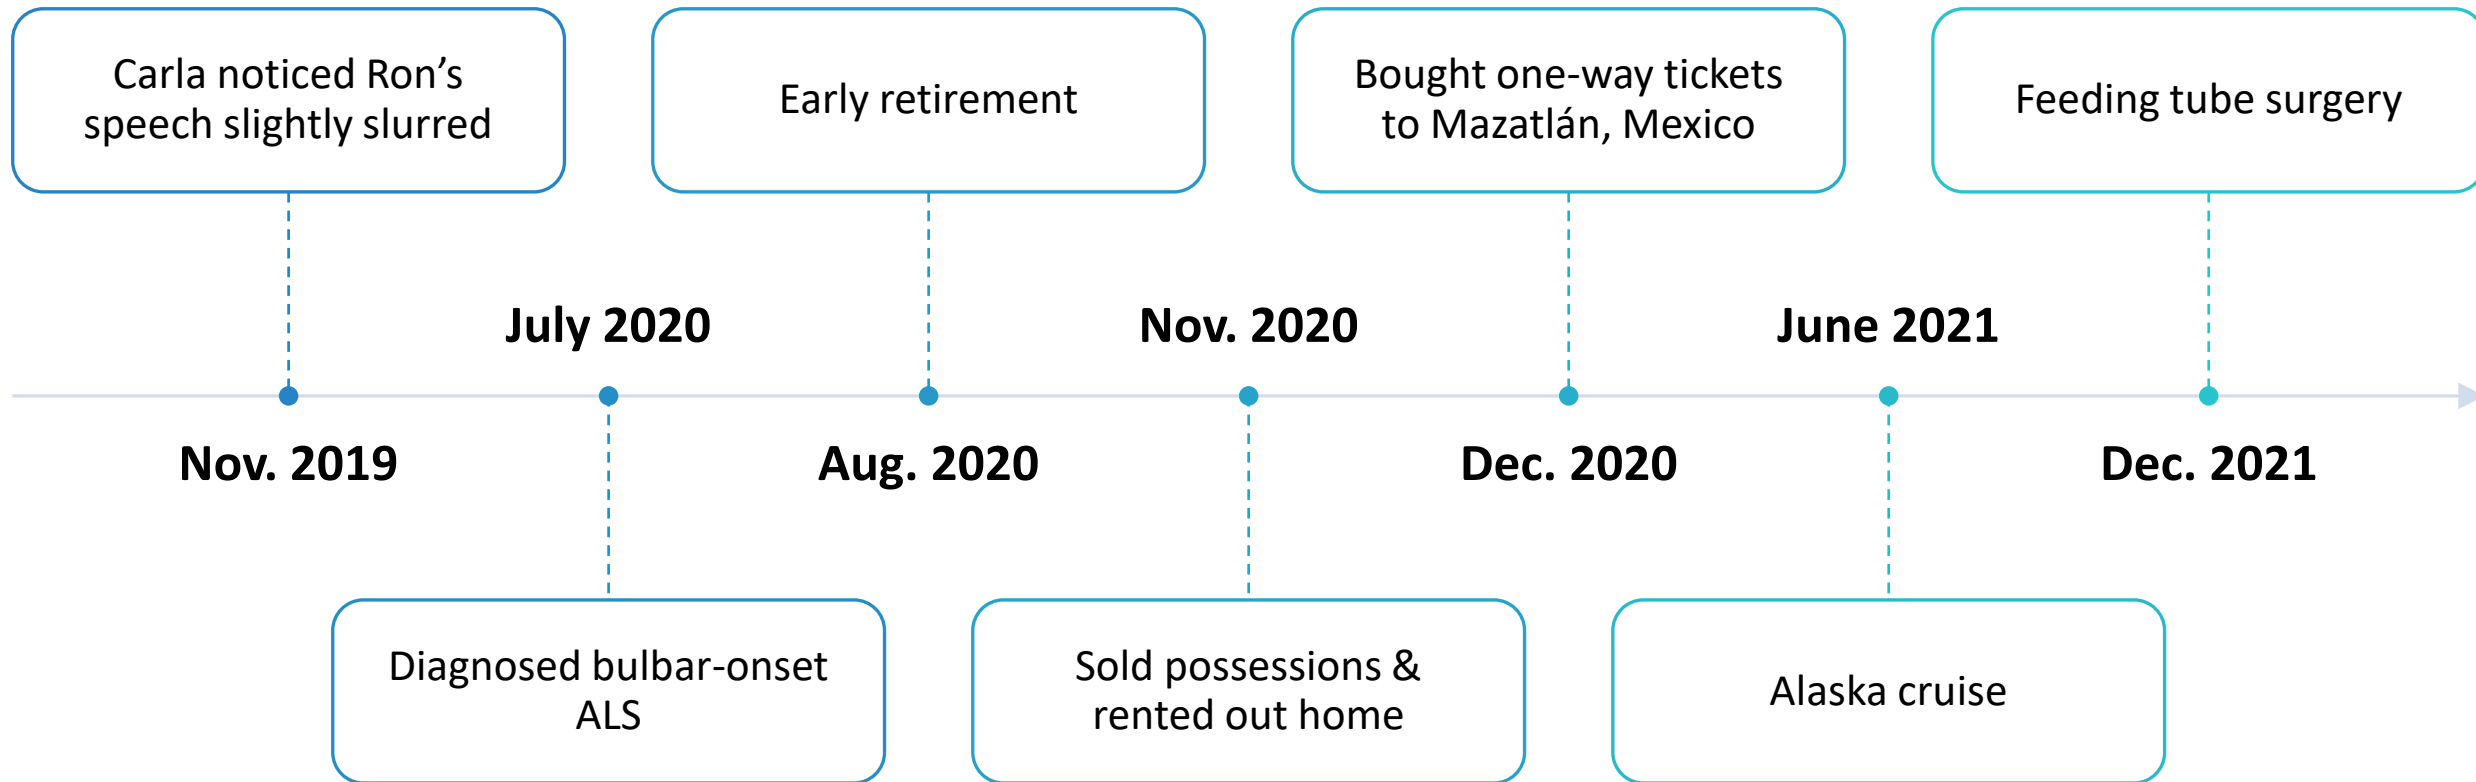 Carla noticed Ron’s
speech slightly slurred
Early retirement
Bought one-way tickets
to Mazatlán, Mexico
Feeding tube surgery
July 2020
Nov. 2020
June 2021
Nov. 2019
Aug. 2020
Dec. 2020
Dec. 2021
Diagnosed bulbar-onset
ALS
Sold possessions &
rented out home
Alaska cruise